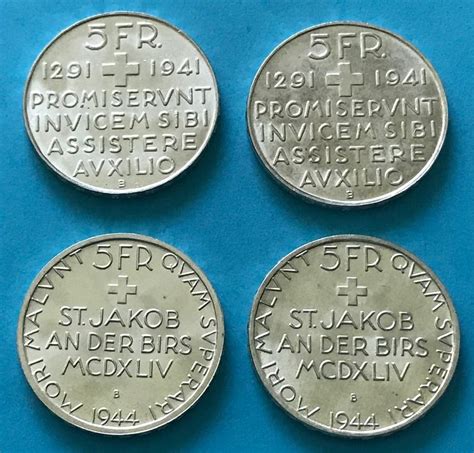 5 FR.
1291 1941
PROMISERVNT
INVICEM SIBI
ASSISTERE
AVXILIO
B
5 FR.
1291 1941
PROMISERVNT
INVICEM SIBI
ASSISTERE
AVXILIO
B
MORI MALVNT QVAM SVPERARI
5 FR
ST. JAKOB
AN DER BIRS
MCDXLIV
B
1944
MORI MALVNT QVAM SVPERARI
5 FR
ST. JAKOB
AN DER BIRS
MCDXLIV
B
1944